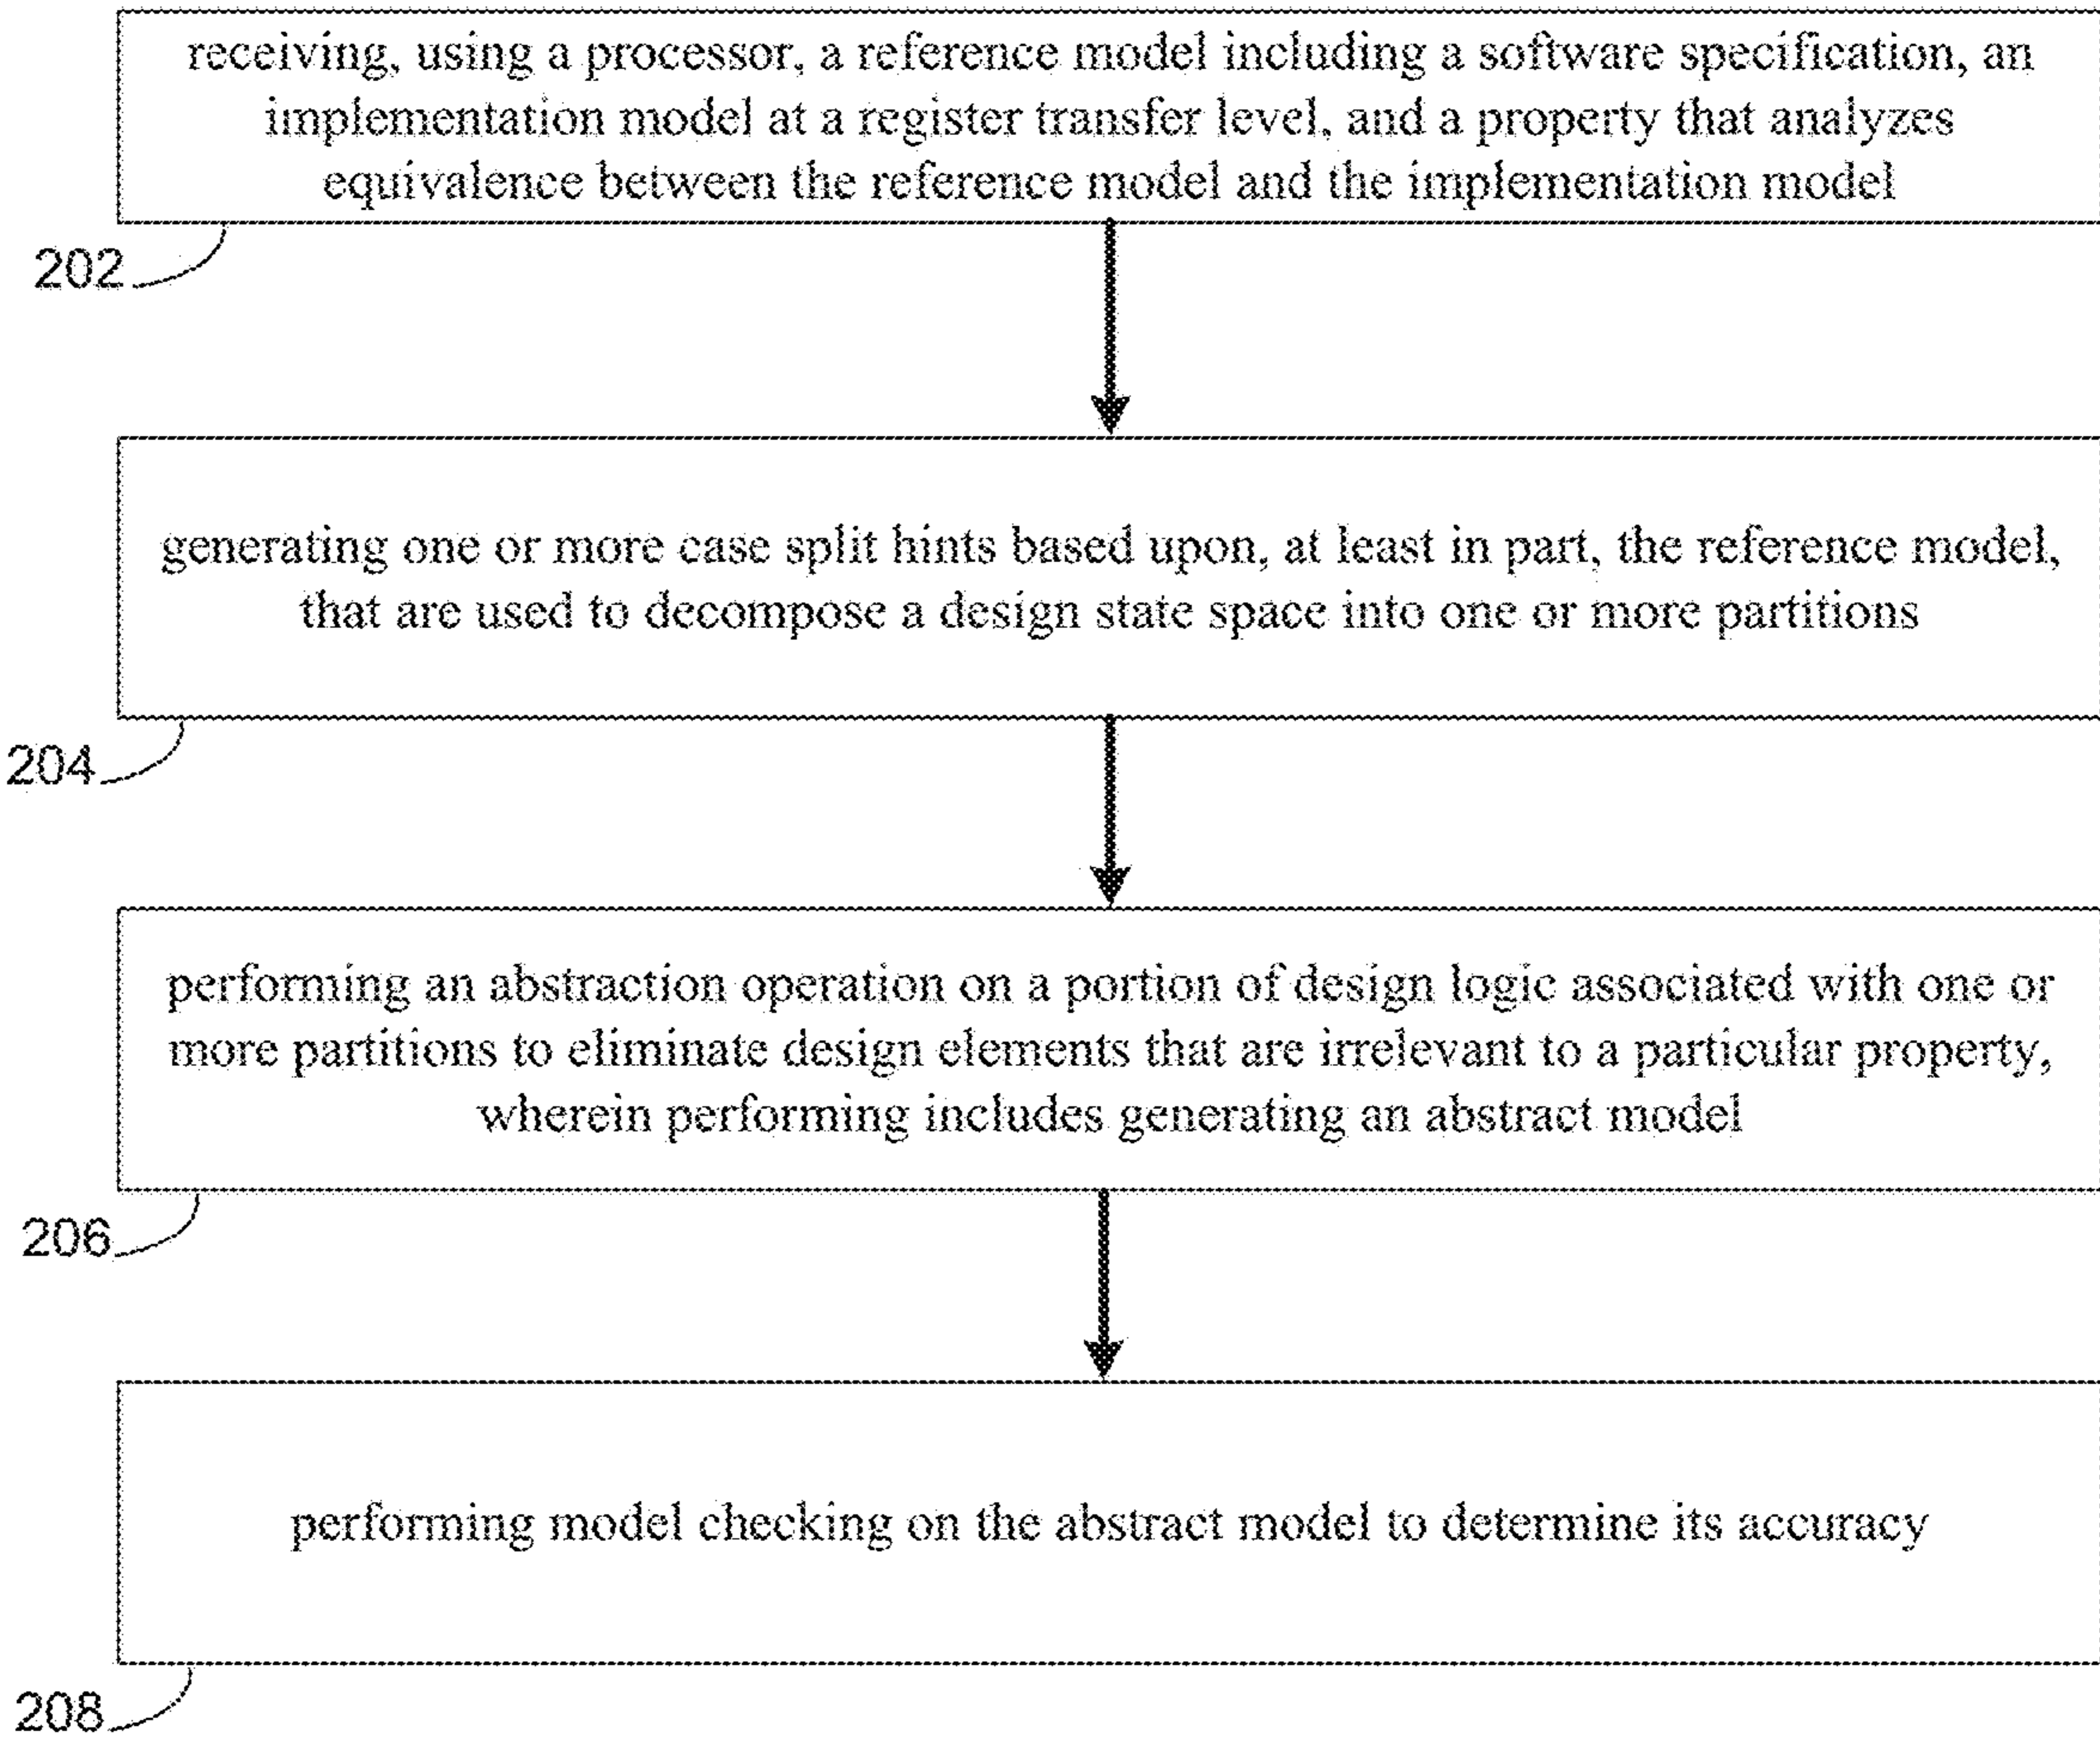 receiving, using a processor, a reference model including a software specification, an
implementation model at a register transfer level, and a property that analyzes
equivalence between the reference model and the implementation model
202
generating one or more case split hints based upon, at least in part, the reference model,
that are used to decompose a design state space into one or more partitions
204
performing an abstraction operation on a portion of design logic associated with one or
more partitions to eliminate design elements that are irrelevant to a particular property,
wherein performing includes generating an abstract model
206
performing model checking on the abstract model to determine its accuracy
208